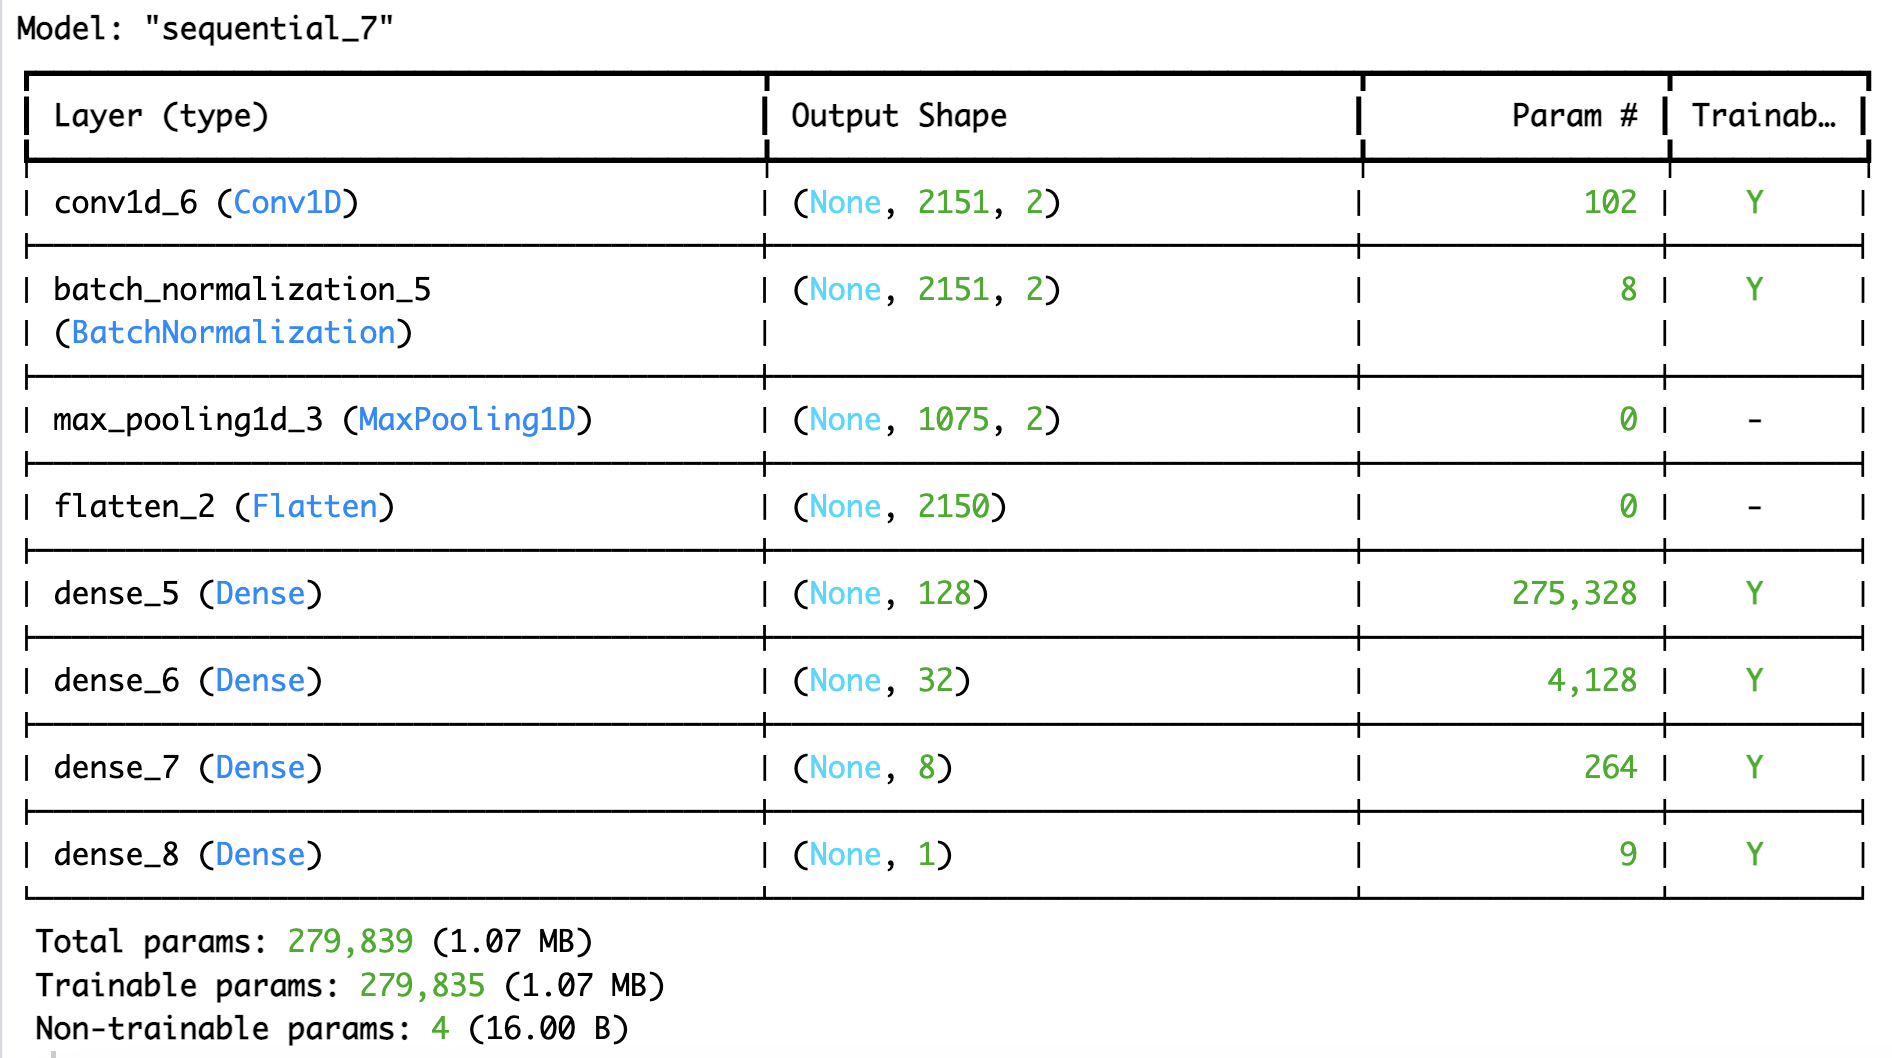 Model: "sequential_7"
Layer (type) Output Shape Param # Trainab…
conv1d_6 (Conv1D) (None, 2151, 2) 102 Y
batch_normalization_5 (None, 2151, 2) 8 Y
(BatchNormalization)
max_pooling1d_3 (MaxPooling1D) (None, 1075, 2) 0 -
flatten_2 (Flatten) (None, 2150) 0 -
dense_5 (Dense) (None, 128) 275,328 Y
dense_6 (Dense) (None, 32) 4,128 Y
dense_7 (Dense) (None, 8) 264 Y
dense_8 (Dense) (None, 1) 9 Y
Total params: 279,839 (1.07 MB)
Trainable params: 279,835 (1.07 MB)
Non-trainable params: 4 (16.00 B)